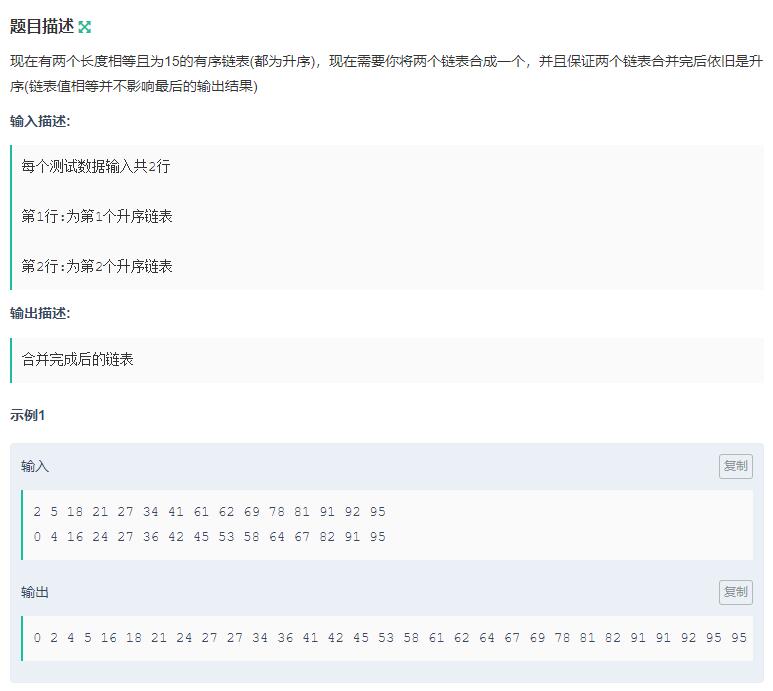 题目描述
现在有两个长度相等且为15的有序链表(都为升序)，现在需要你将两个链表合成一个，并且保证两个链表合并完后依旧是升
序(链表值相等并不影响最后的输出结果)
输入描述:
每个测试数据输入共2行
第1行:为第1个升序链表
第2行:为第2个升序链表
输出描述:
合并完成后的链表
示例1
输入
复制
2 5 18 21 27 34 41 61 62 69 78 81 91 92 95
0 4 16 24 27 36 42 45 53 58 64 67 82 91 95
输出
复制
0 2 4 5 16 18 21 24 27 27 34 36 41 42 45 53 58 61 62 64 67 69 78 81 82 91 91 92 95 95